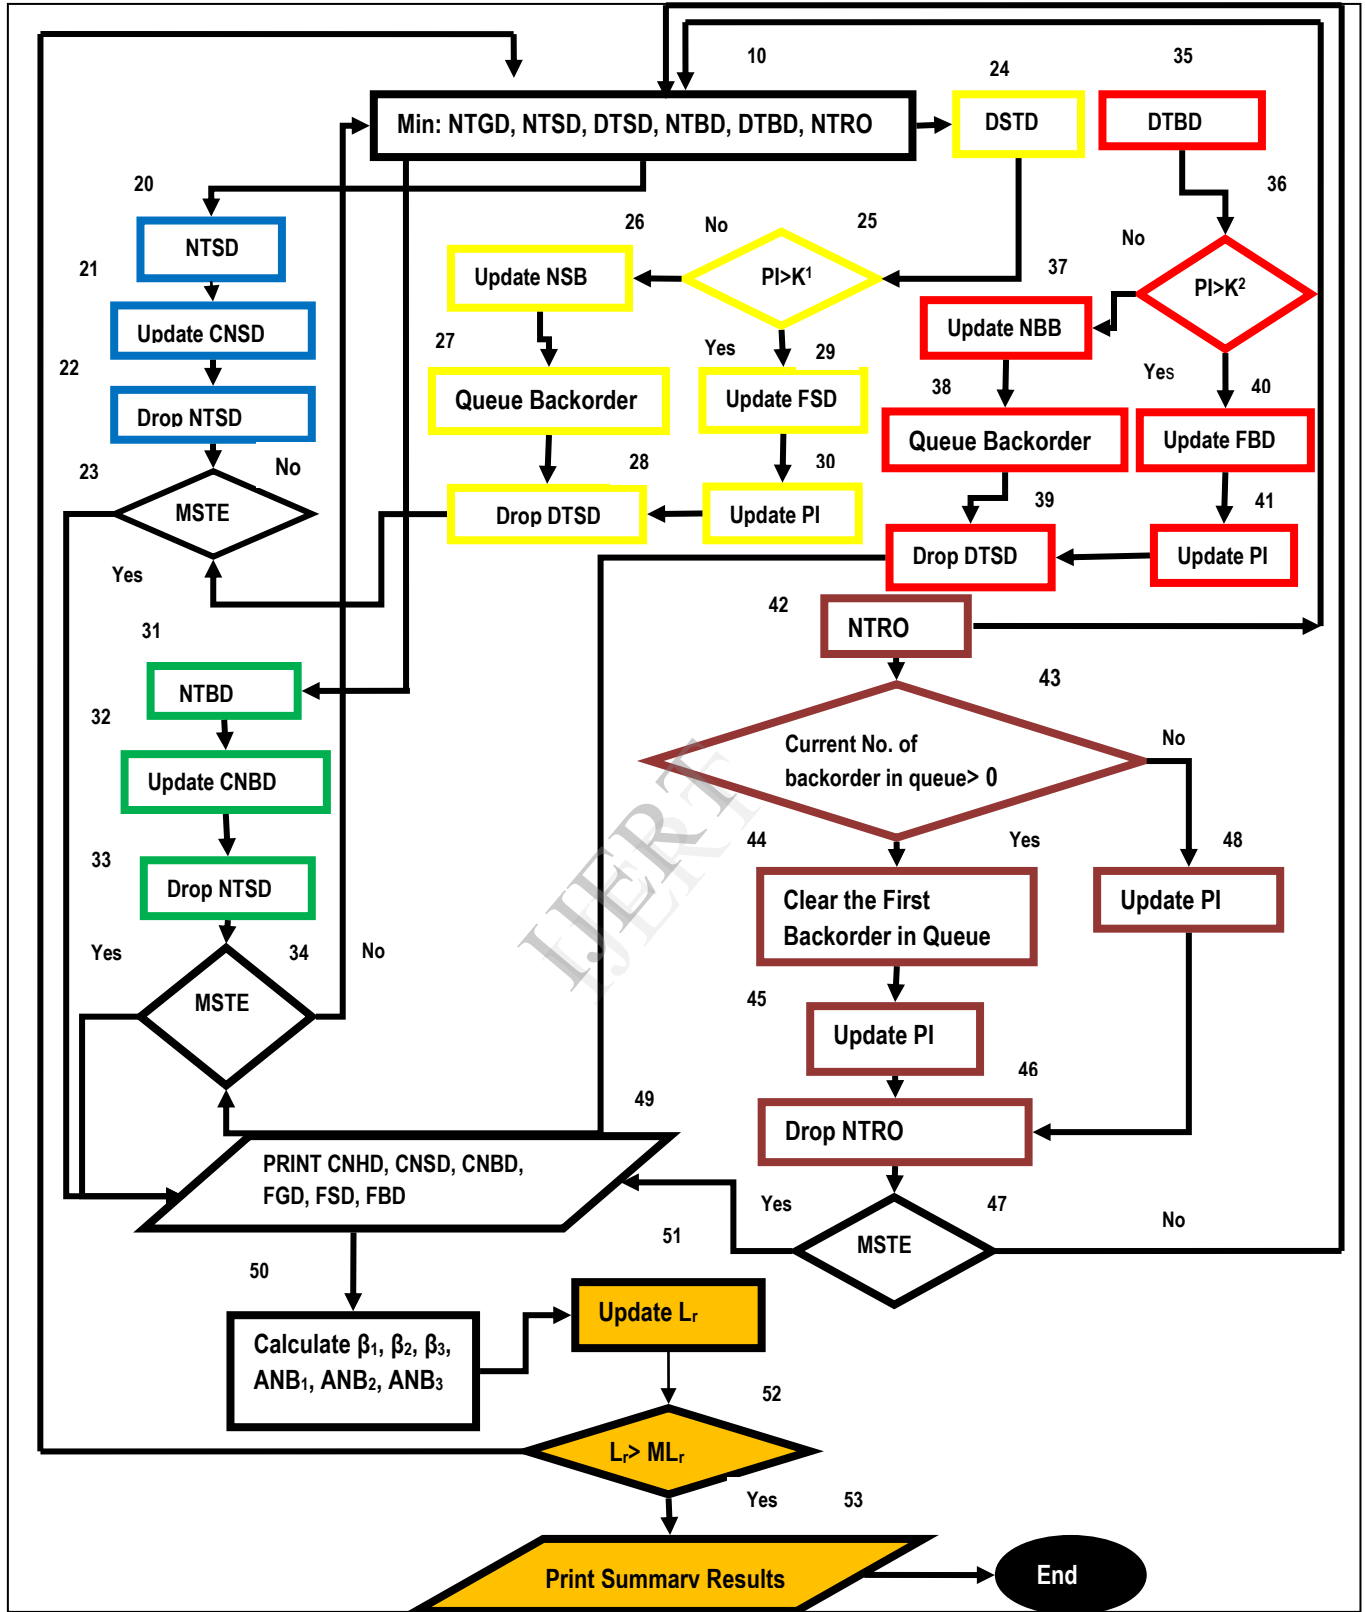 10
24
35
Min: NTGD, NTSD, DTSD, NTBD, DTBD, NTRO
DSTD
DTBD
20
36
NTSD
26
No
25
No
21
Update NSB
PI>K¹
37
PI>K²
Update CNSD
Update NBB
27
Yes
29
22
Yes
40
38
Drop NTSD
Queue Backorder
Update FSD
Queue Backorder
Update FBD
23
No
28
30
39
41
MSTE
Drop DTSD
Update PI
Drop DTSD
Update PI
Yes
42
31
NTRO
43
NTBD
32
No
Current No. of
backorder in queue> 0
Update CNBD
44
Yes
48
33
Drop NTSD
Clear the First
Backorder in Queue
Update PI
Yes
34
No
MSTE
45
Update PI
46
49
Drop NTRO
PRINT CNHD, CNSD, CNBD,
FGD, FSD, FBD
Yes
47
No
51
MSTE
50
Update Lr
Calculate β1, β2, β3,
ANB1, ANB2, ANB3
52
Lr> MLr
Yes
53
Print Summary Results
End
IJERT